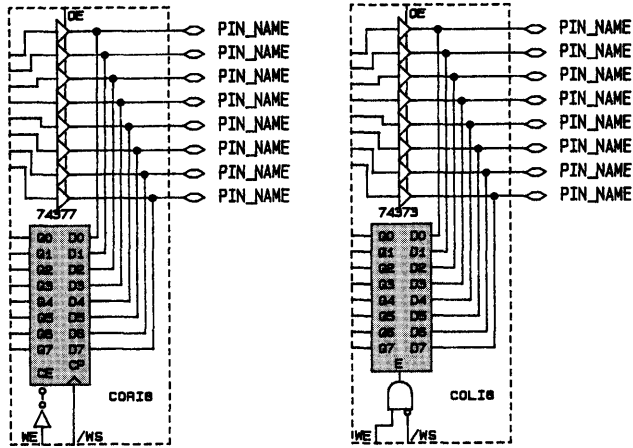 OE
PIN_NAME
PIN_NAME
PIN_NAME
PIN_NAME
PIN_NAME
PIN_NAME
PIN_NAME
PIN_NAME
74377
Q0 D0
Q1 D1
Q2 D2
Q3 D3
Q4 D4
Q5 D5
Q6 D6
Q7 D7
CE CP
CORI8
WE /WS
OE
PIN_NAME
PIN_NAME
PIN_NAME
PIN_NAME
PIN_NAME
PIN_NAME
PIN_NAME
PIN_NAME
74373
Q0 D0
Q1 D1
Q2 D2
Q3 D3
Q4 D4
Q5 D5
Q6 D6
Q7 D7
E
COLI8
WE /WS